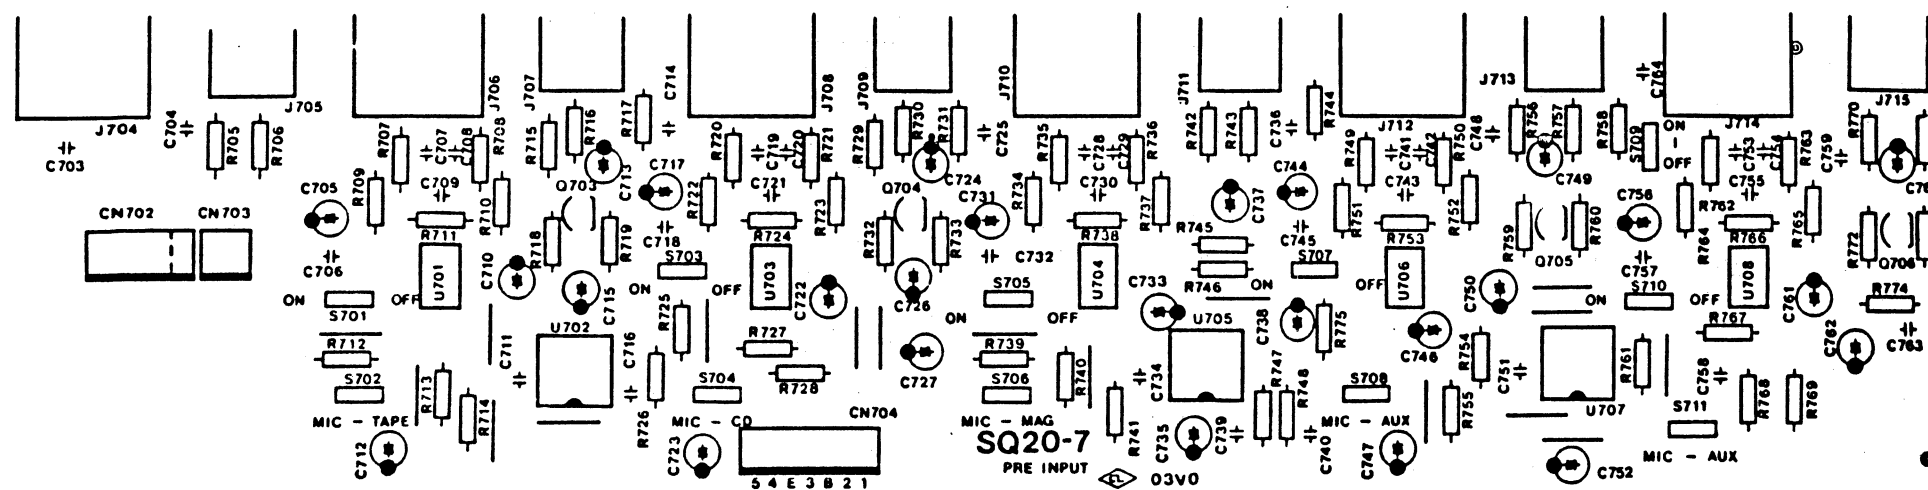 J704
C703
C704
J705
R705
R706
CN702
CN703
J706
R707
C707
C708
R708
R709
C709
R710
R711
C705
C706
U701
ON
OFF
S701
R712
S702
R713
R714
MIC - TAPE
C712
C710
C711
J707
R715
R716
R717
C714
C713
C717
Q703
R718
R719
C718
C715
U702
C716
S703
ON
OFF
R725
R726
S704
MIC - CD
C723
J708
R720
C719
C720
R721
R722
C721
R723
R724
U703
C722
R727
R728
CN704
5 4 E 3 B 2 1
J709
R729
R730
R731
C725
C724
Q704
C731
R732
R733
C732
C726
C727
ON
OFF
S705
R739
S706
MIC - MAG
SQ20-7
PRE INPUT
03V0
J710
R735
C728
C729
R736
R734
C730
R737
R738
U704
R740
R741
C733
C734
C735
J711
R742
R743
C736
R744
C737
C744
R745
R746
C745
S707
ON
OFF
C738
R775
U705
R747
R748
C739
C740
S708
MIC - AUX
C747
J712
R749
C741
C742
R750
C748
R751
C743
R752
R753
U706
C746
R754
R755
C750
C751
J713
R756
R757
R758
S709
ON
-
OFF
C749
C756
R759
R760
Q705
C757
S710
ON
OFF
U707
R761
C752
C758
S711
MIC - AUX
C764
J714
C753
C754
R763
C759
R762
C755
R764
R765
R766
U708
R767
R768
R769
C761
C762
J715
R770
R772
Q706
R774
C763